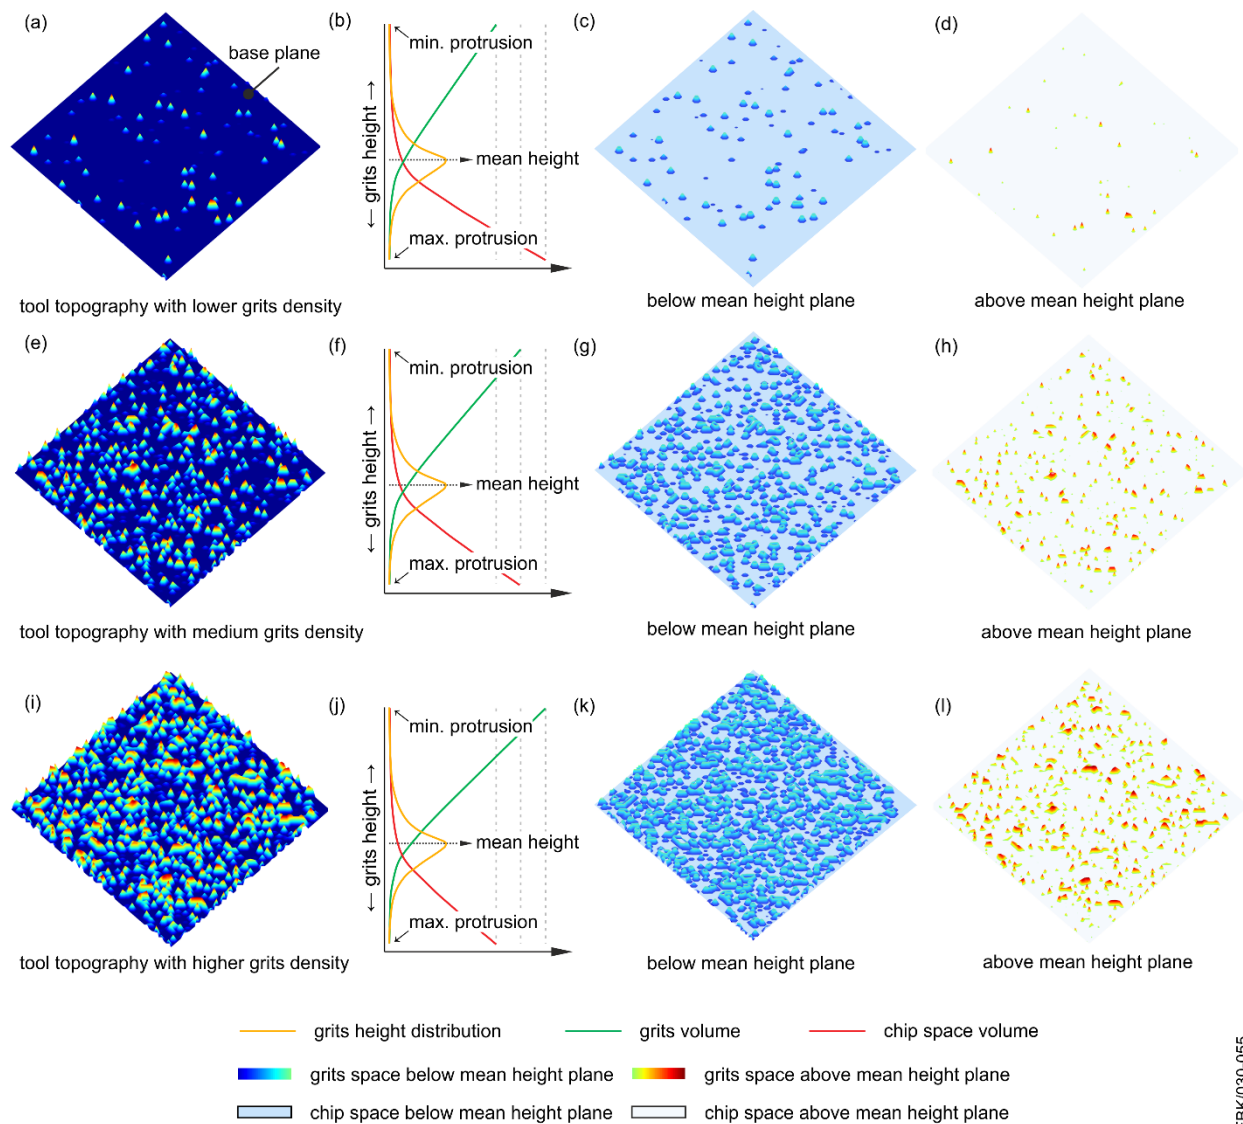 (a)
(b)
(c)
(d)
base plane
min. protrusion
← grits height →
mean height
max. protrusion
tool topography with lower grits density
below mean height plane
above mean height plane
(e)
(f)
(g)
(h)
min. protrusion
← grits height →
mean height
max. protrusion
tool topography with medium grits density
below mean height plane
above mean height plane
(i)
(j)
(k)
(l)
min. protrusion
← grits height →
mean height
max. protrusion
tool topography with higher grits density
below mean height plane
above mean height plane
grits height distribution
grits volume
chip space volume
grits space below mean height plane
grits space above mean height plane
chip space below mean height plane
chip space above mean height plane